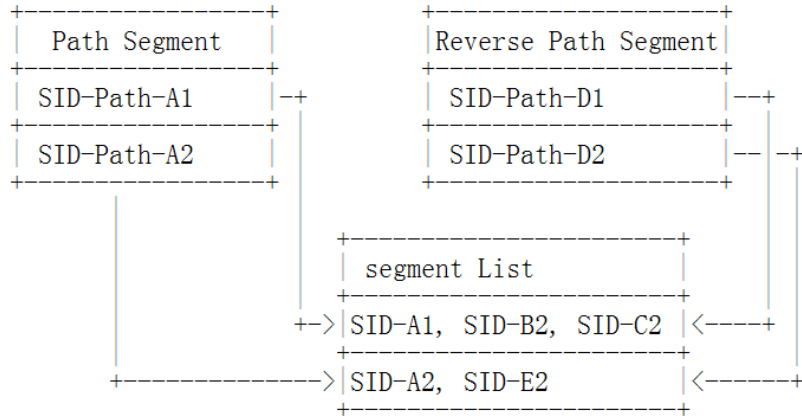 Path Segment
Reverse Path Segment
SID-Path-A1
SID-Path-D1
SID-Path-A2
SID-Path-D2
segment List
SID-A1, SID-B2, SID-C2
SID-A2, SID-E2